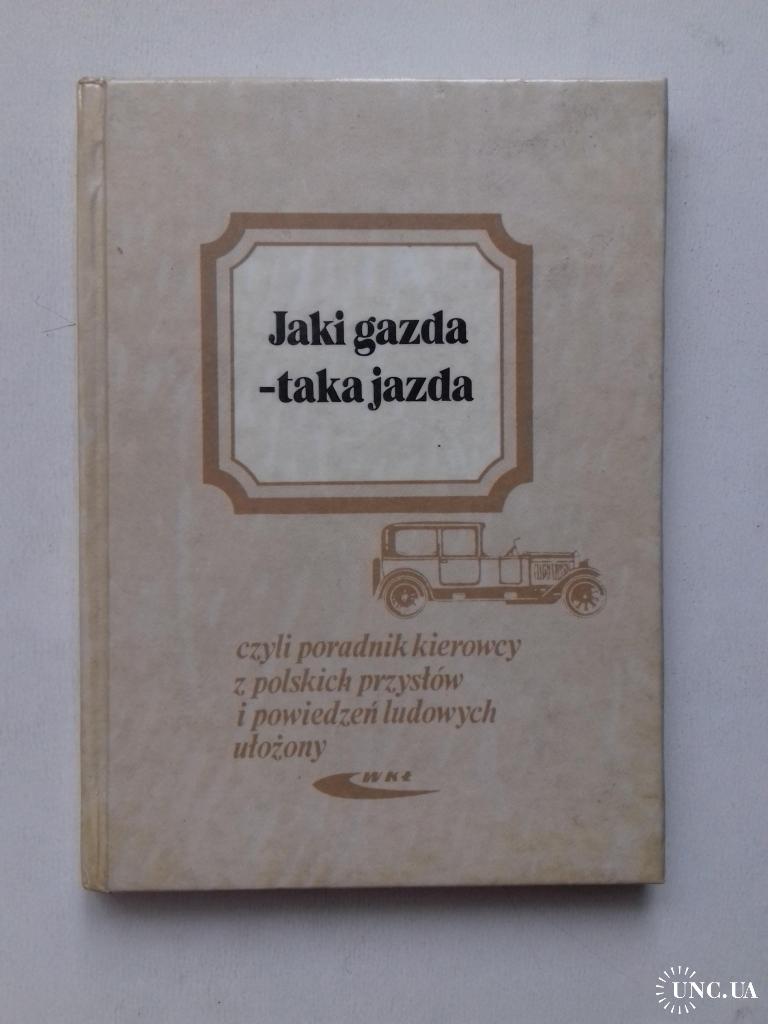 Jaki gazda
-taka jazda
czyli poradnik kierowcy
z polskich przysłów
i powiedzeń ludowych
ułożony
WKŁ
UNC.UA